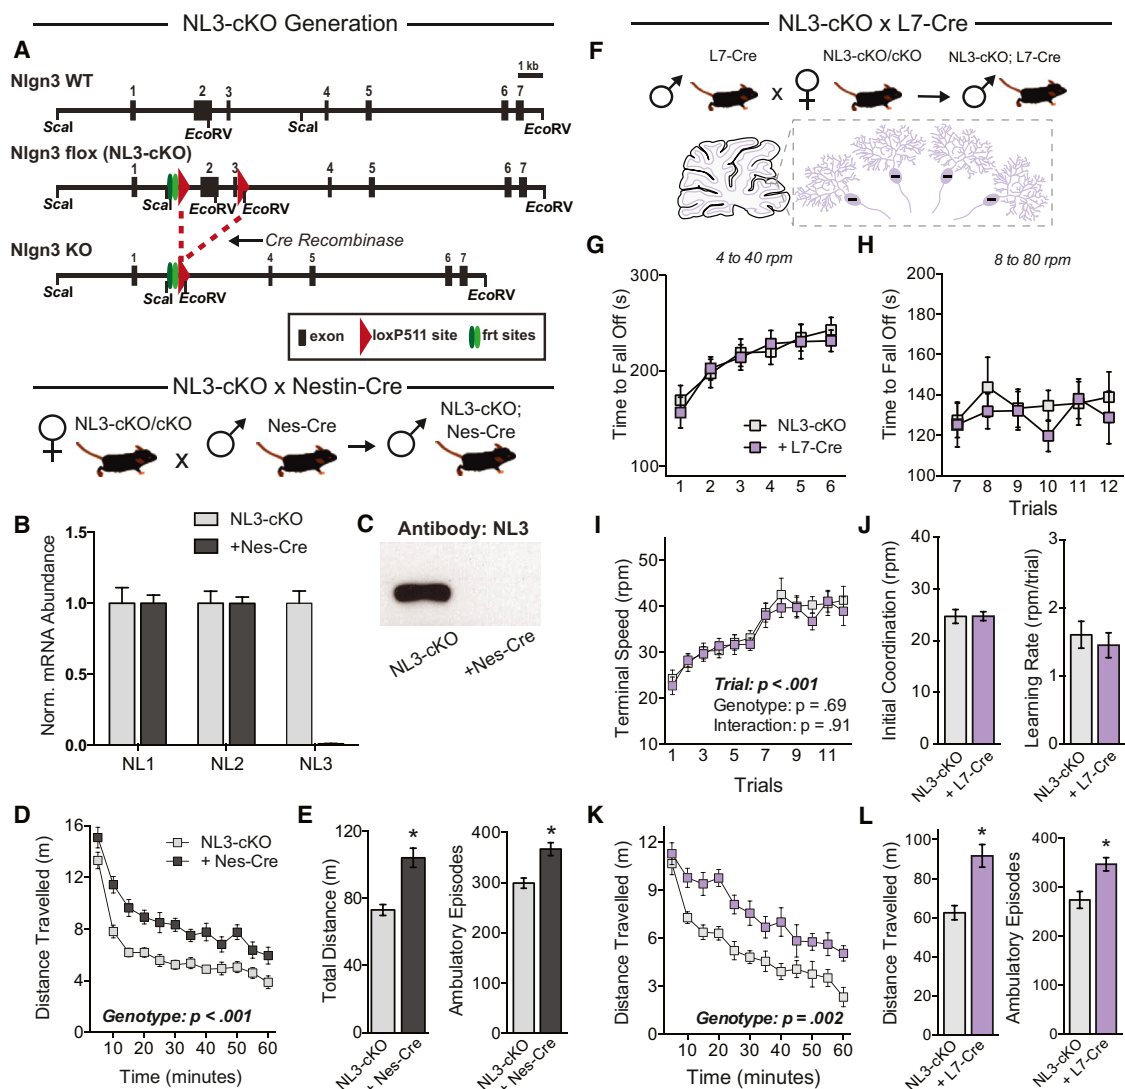 NL3-cKO Generation
A
Nlgn3 WT
1 kb
1 2 3 4 5 6 7
ScaI EcoRV ScaI EcoRV
Nlgn3 flox (NL3-cKO)
1 2 3 4 5 6 7
ScaI EcoRV EcoRV EcoRV
Cre Recombinase
Nlgn3 KO
1 4 5 6 7
ScaI EcoRV EcoRV
exon loxP511 site frt sites
NL3-cKO x Nestin-Cre
NL3-cKO/cKO Nes-Cre NL3-cKO;
Nes-Cre
X
B
NL3-cKO
+Nes-Cre
Norm. mRNA Abundance
1.5
1.0
0.5
0.0
NL1 NL2 NL3
C
Antibody: NL3
NL3-cKO +Nes-Cre
D
NL3-cKO
+ Nes-Cre
Distance Travelled (m)
16
12
8
4
0
Genotype: p < .001
10 20 30 40 50 60
Time (minutes)
E
Total Distance (m)
120
80
40
0
*
NL3-cKO
+ Nes-Cre
Ambulatory Episodes
400
300
200
100
0
*
NL3-cKO
+ Nes-Cre
NL3-cKO x L7-Cre
F
L7-Cre NL3-cKO/cKO NL3-cKO; L7-Cre
X
G
4 to 40 rpm
Time to Fall Off (s)
300
200
100
NL3-cKO
+ L7-Cre
1 2 3 4 5 6
H
8 to 80 rpm
Time to Fall Off (s)
200
180
160
140
120
100
7 8 9 10 11 12
Trials
I
Terminal Speed (rpm)
50
40
30
20
10
Trial: p < .001
Genotype: p = .69
Interaction: p = .91
1 3 5 7 9 11
Trials
J
Initial Coordination (rpm)
40
30
20
10
0
NL3-cKO
+ L7-Cre
Learning Rate (rpm/trial)
3
2
1
0
NL3-cKO
+ L7-Cre
K
Distance Travelled (m)
12
9
6
3
0
Genotype: p = .002
10 20 30 40 50 60
Time (minutes)
L
Distance Travelled (m)
100
80
60
40
20
0
*
NL3-cKO
+ L7-Cre
Ambulatory Episodes
400
300
200
100
0
*
NL3-cKO
+ L7-Cre